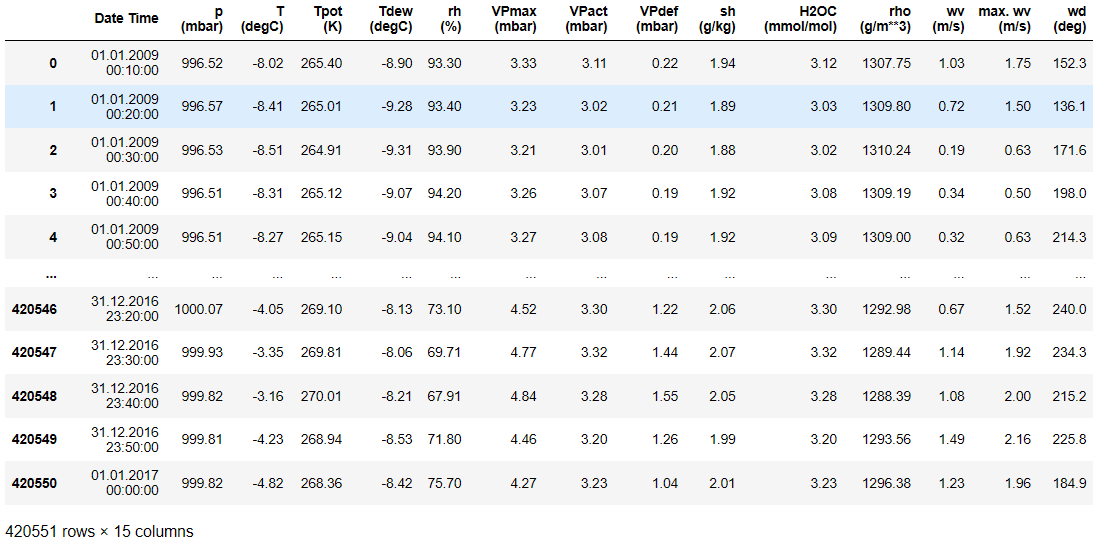 Date Time p (mbar) T (degC) Tpot (K) Tdew (degC) rh (%) VPmax (mbar) VPact (mbar) VPdef (mbar) sh (g/kg) H2OC (mmol/mol) rho (g/m**3) wv (m/s) max. wv (m/s) wd (deg)
0 01.01.2009 00:10:00 996.52 -8.02 265.40 -8.90 93.30 3.33 3.11 0.22 1.94 3.12 1307.75 1.03 1.75 152.3
1 01.01.2009 00:20:00 996.57 -8.41 265.01 -9.28 93.40 3.23 3.02 0.21 1.89 3.03 1309.80 0.72 1.50 136.1
2 01.01.2009 00:30:00 996.53 -8.51 264.91 -9.31 93.90 3.21 3.01 0.20 1.88 3.02 1310.24 0.19 0.63 171.6
3 01.01.2009 00:40:00 996.51 -8.31 265.12 -9.07 94.20 3.26 3.07 0.19 1.92 3.08 1309.19 0.34 0.50 198.0
4 01.01.2009 00:50:00 996.51 -8.27 265.15 -9.04 94.10 3.27 3.08 0.19 1.92 3.09 1309.00 0.32 0.63 214.3
... ... ... ... ... ... ... ... ... ... ... ... ... ... ... ...
420546 31.12.2016 23:20:00 1000.07 -4.05 269.10 -8.13 73.10 4.52 3.30 1.22 2.06 3.30 1292.98 0.67 1.52 240.0
420547 31.12.2016 23:30:00 999.93 -3.35 269.81 -8.06 69.71 4.77 3.32 1.44 2.07 3.32 1289.44 1.14 1.92 234.3
420548 31.12.2016 23:40:00 999.82 -3.16 270.01 -8.21 67.91 4.84 3.28 1.55 2.05 3.28 1288.39 1.08 2.00 215.2
420549 31.12.2016 23:50:00 999.81 -4.23 268.94 -8.53 71.80 4.46 3.20 1.26 1.99 3.20 1293.56 1.49 2.16 225.8
420550 01.01.2017 00:00:00 999.82 -4.82 268.36 -8.42 75.70 4.27 3.23 1.04 2.01 3.23 1296.38 1.23 1.96 184.9
420551 rows × 15 columns